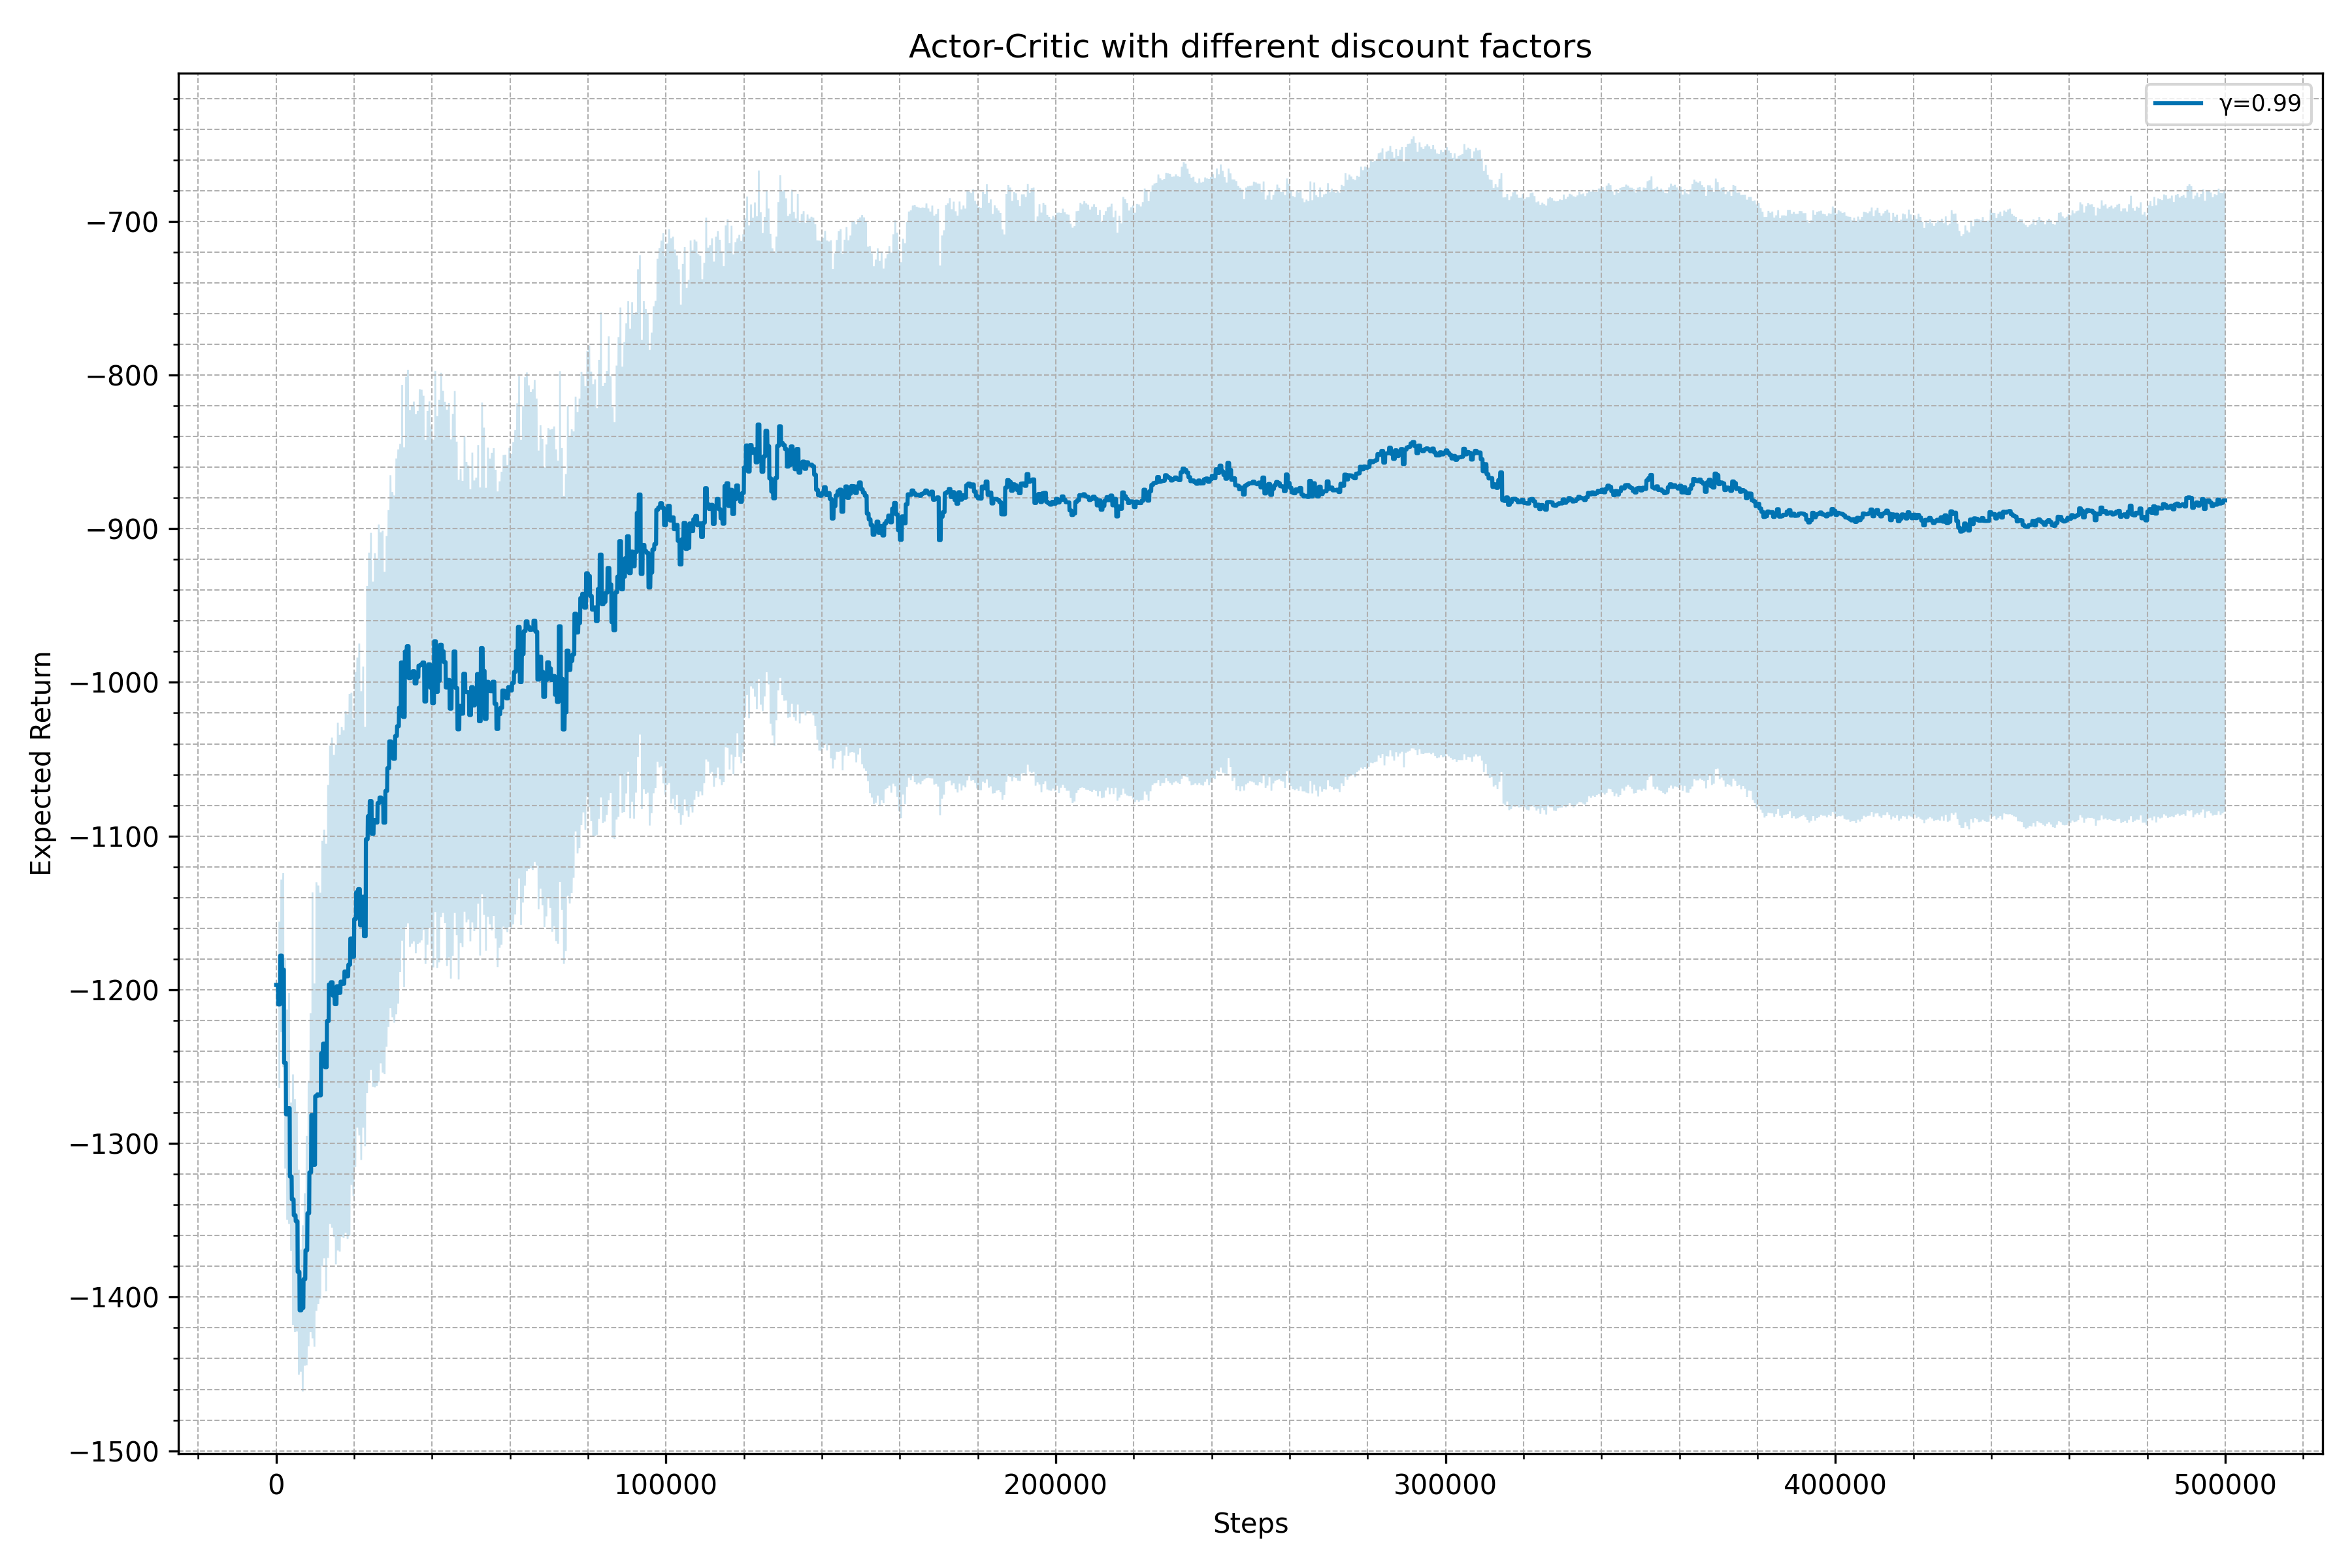 Actor-Critic with different discount factors
γ=0.99
Expected Return
−700
−800
−900
−1000
−1100
−1200
−1300
−1400
−1500
0 100000 200000 300000 400000 500000
Steps